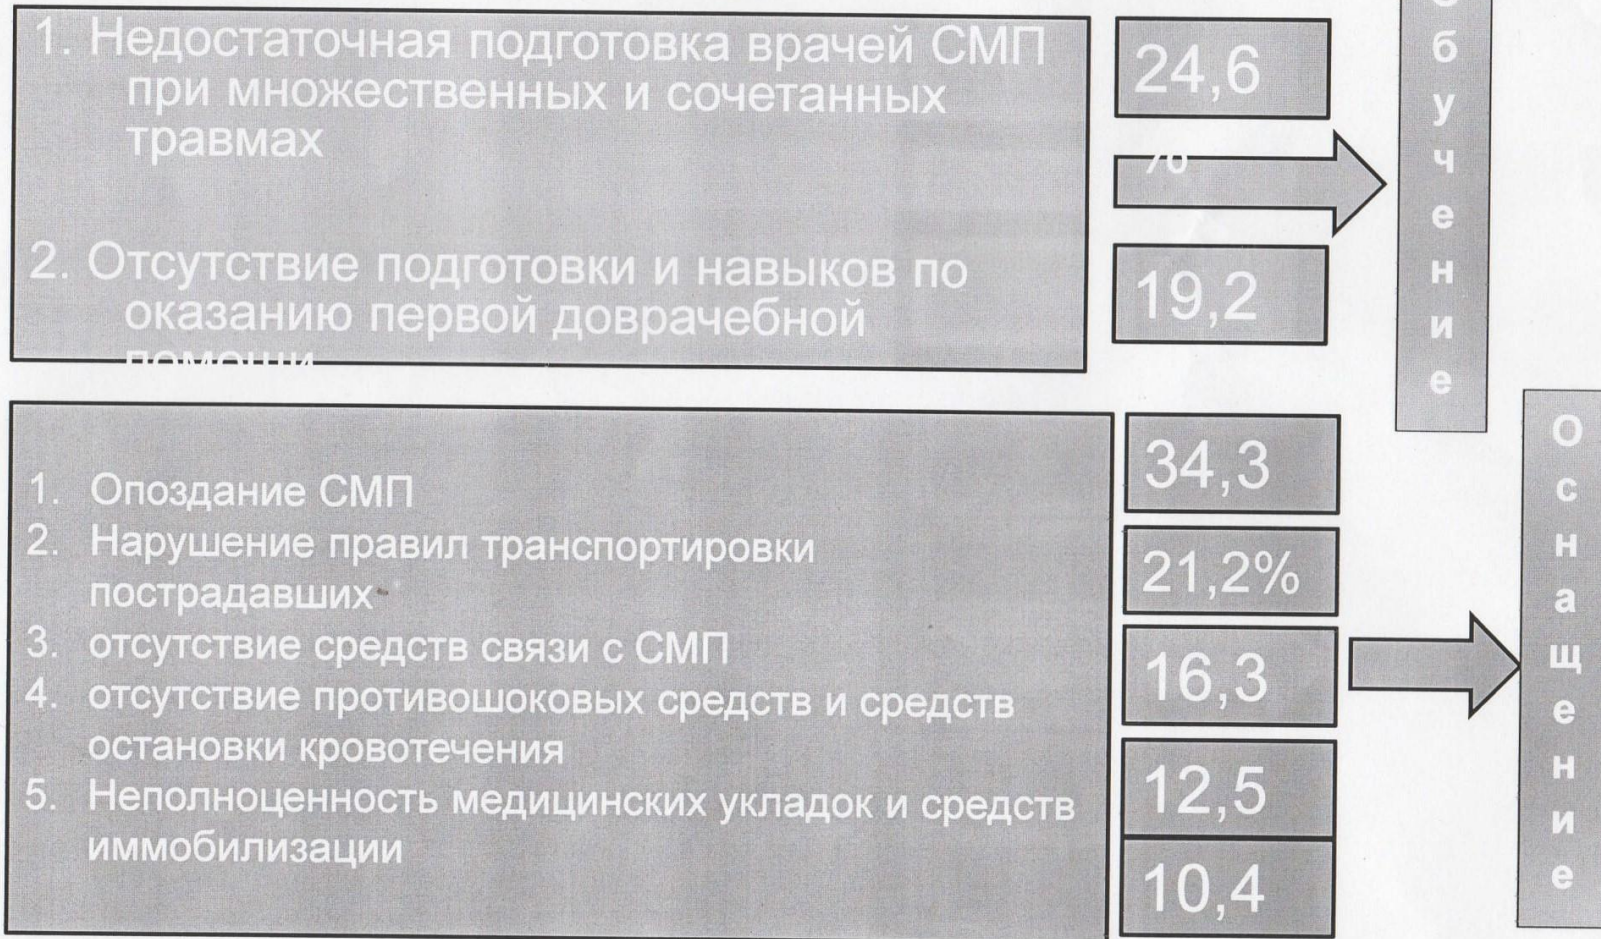 1. Недостаточная подготовка врачей СМП
при множественных и сочетанных
травмах
2. Отсутствие подготовки и навыков по
оказанию первой доврачебной
помощи
24,6
%
19,2
бучение
1. Опоздание СМП
2. Нарушение правил транспортировки
пострадавших
3. отсутствие средств связи с СМП
4. отсутствие противошоковых средств и средств
остановки кровотечения
5. Неполноценность медицинских укладок и средств
иммобилизации
34,3
21,2%
16,3
12,5
10,4
Оснащение